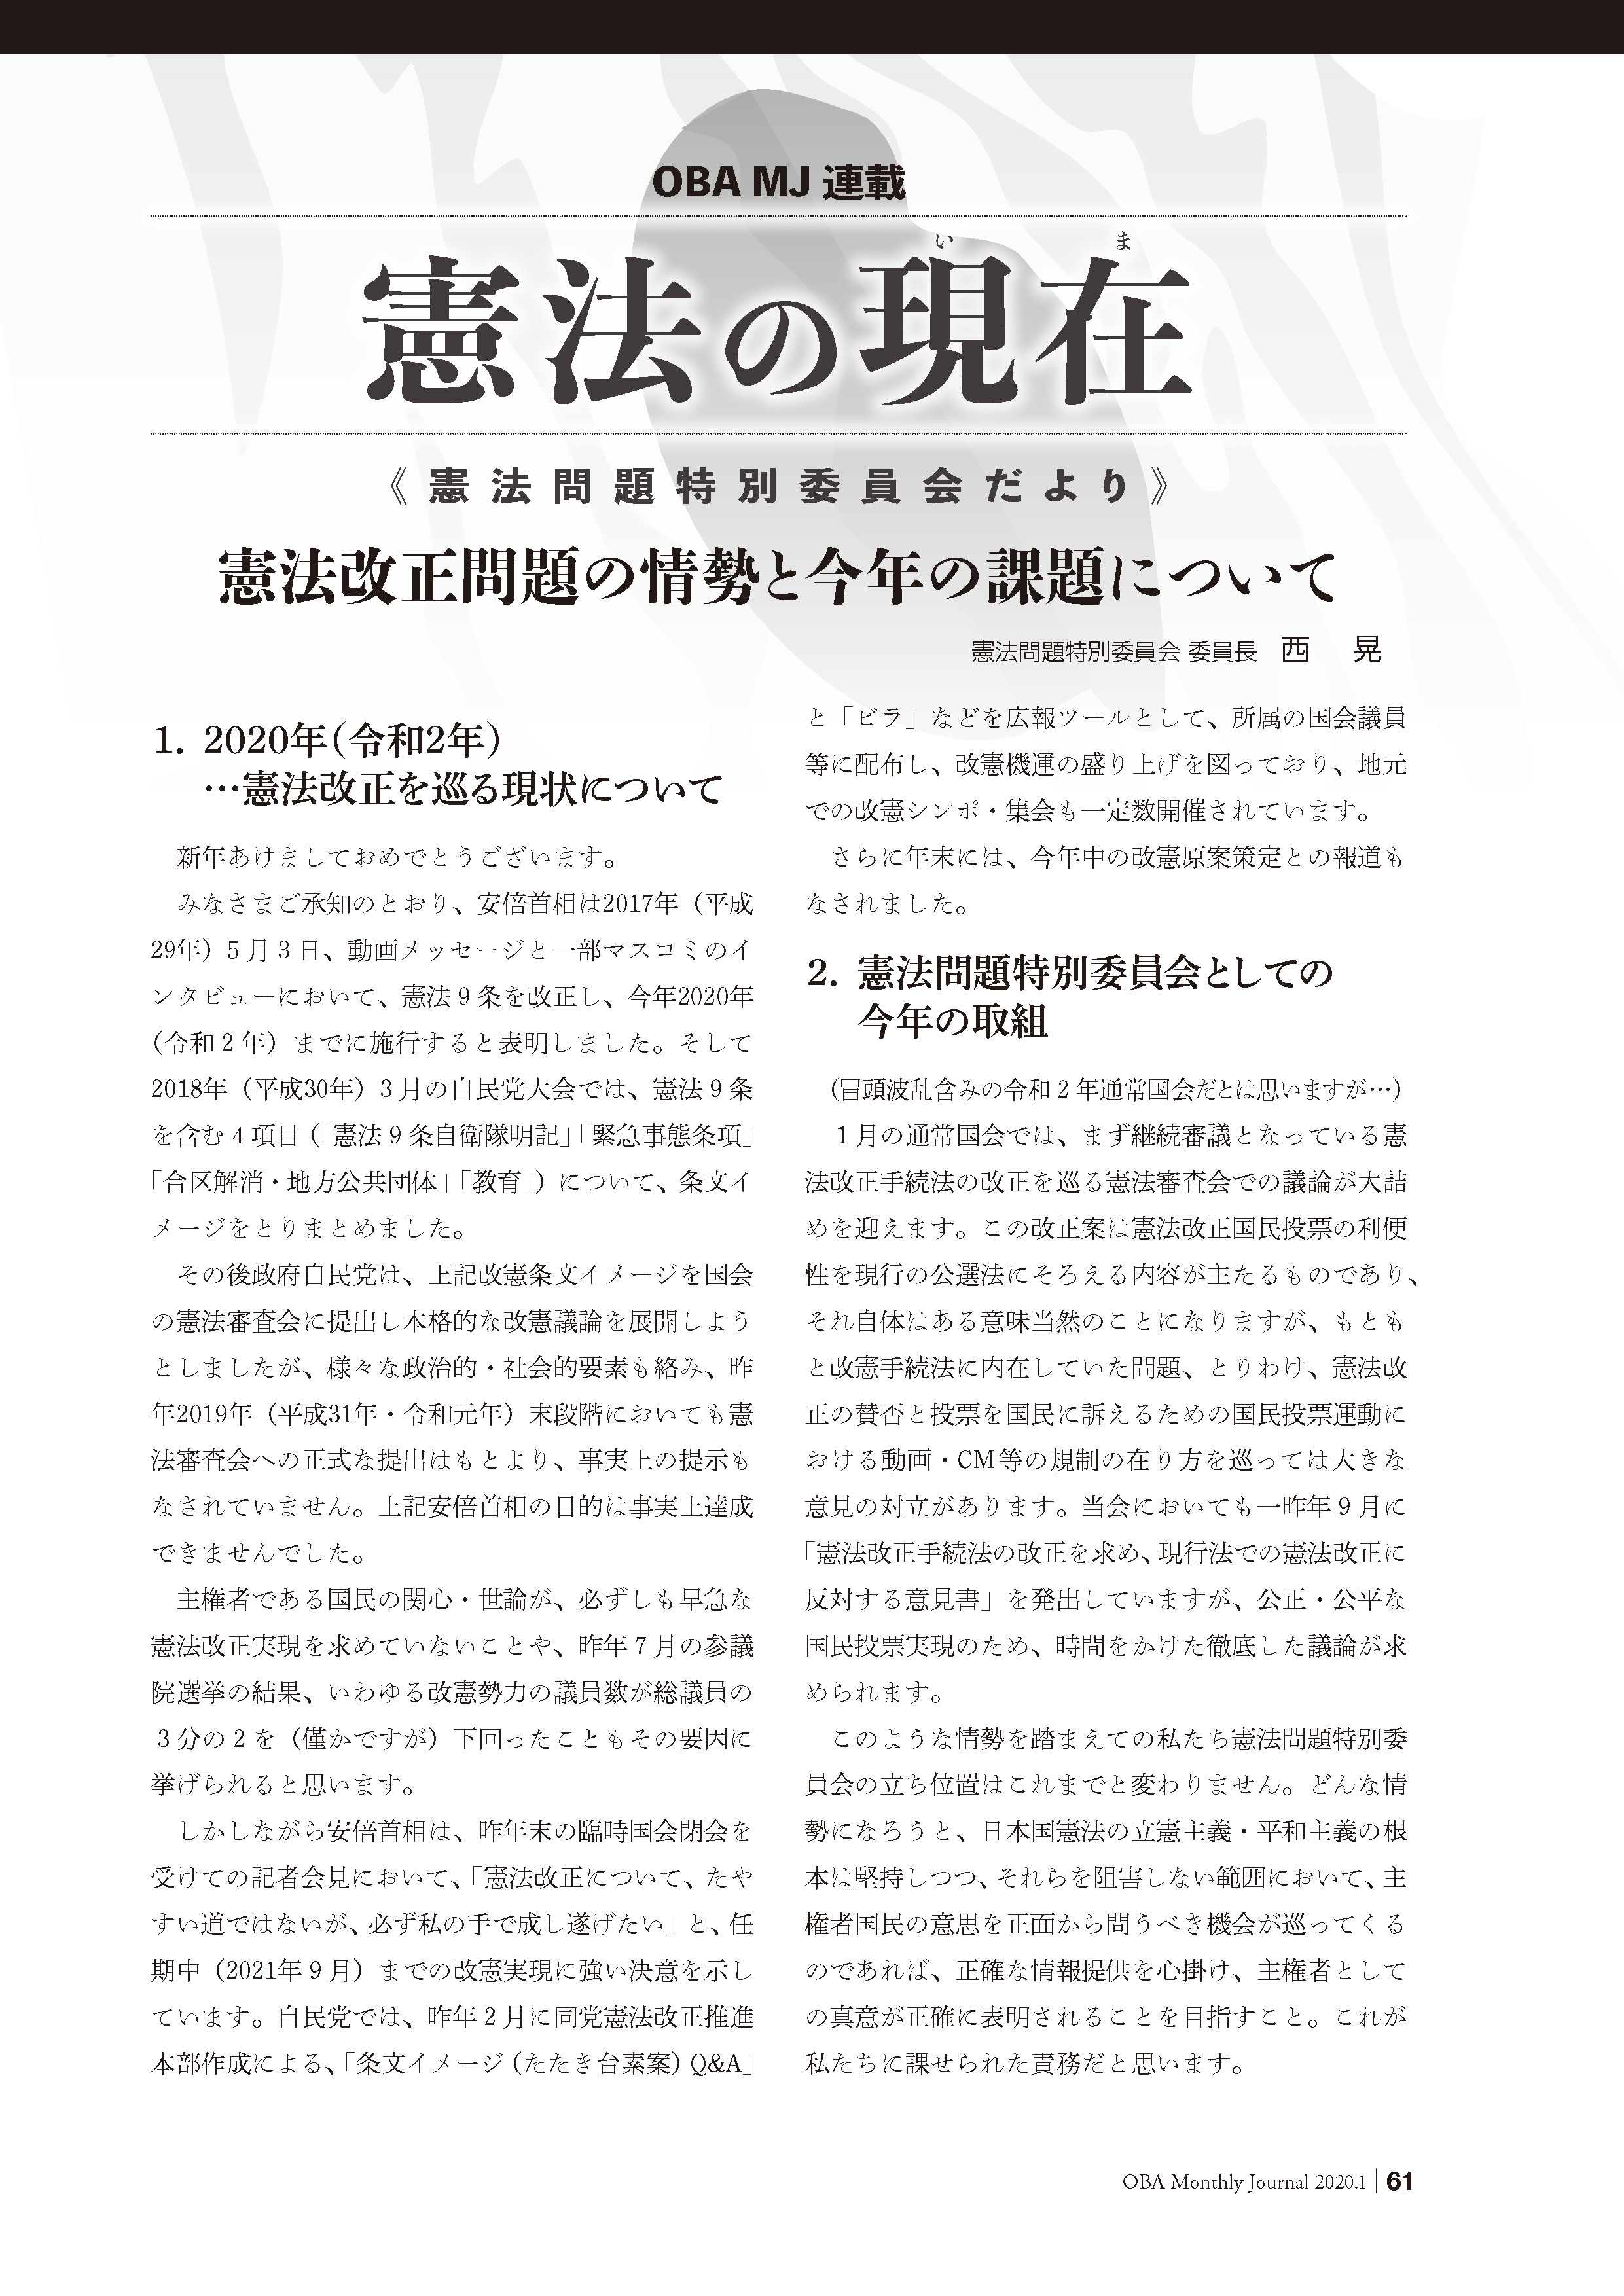 OBA MJ 連載
い ま
憲法の現在
《憲法問題特別委員会だより》
憲法改正問題の情勢と今年の課題について
憲法問題特別委員会 委員長 西 晃
1. 2020年(令和2年)
…憲法改正を巡る現状について
新年あけましておめでとうございます。
みなさまご承知のとおり、安倍首相は2017年（平成
29年）5月3日、動画メッセージと一部マスコミのイ
ンタビューにおいて、憲法9条を改正し、今年2020年
（令和2年）までに施行すると表明しました。そして
2018年（平成30年）3月の自民党大会では、憲法9条
を含む4項目（「憲法9条自衛隊明記」「緊急事態条項」
「合区解消・地方公共団体」「教育」）について、条文イ
メージをとりまとめました。
その後政府自民党は、上記改憲条文イメージを国会
の憲法審査会に提出し本格的な改憲議論を展開しよう
としましたが、様々な政治的・社会的要素も絡み、昨
年2019年（平成31年・令和元年）末段階においても憲
法審査会への正式な提出はもとより、事実上の提示も
なされていません。上記安倍首相の目的は事実上達成
できませんでした。
主権者である国民の関心・世論が、必ずしも早急な
憲法改正実現を求めていないことや、昨年7月の参議
院選挙の結果、いわゆる改憲勢力の議員数が総議員の
3分の2を（僅かですが）下回ったこともその要因に
挙げられると思います。
しかしながら安倍首相は、昨年末の臨時国会閉会を
受けての記者会見において、「憲法改正について、たや
すい道ではないが、必ず私の手で成し遂げたい」と、任
期中（2021年9月）までの改憲実現に強い決意を示し
ています。自民党では、昨年2月に同党憲法改正推進
本部作成による、「条文イメージ（たたき台素案）Q&A」
と「ビラ」などを広報ツールとして、所属の国会議員
等に配布し、改憲機運の盛り上げを図っており、地元
での改憲シンポ・集会も一定数開催されています。
さらに年末には、今年中の改憲原案策定との報道も
なされました。
2. 憲法問題特別委員会としての
今年の取組
（冒頭波乱含みの令和2年通常国会だとは思いますが…）
1月の通常国会では、まず継続審議となっている憲
法改正手続法の改正を巡る憲法審査会での議論が大詰
めを迎えます。この改正案は憲法改正国民投票の利便
性を現行の公選法にそろえる内容が主たるものであり、
それ自体はある意味当然のことになりますが、もとも
と改憲手続法に内在していた問題、とりわけ、憲法改
正の賛否と投票を国民に訴えるための国民投票運動に
おける動画・CM等の規制の在り方を巡っては大きな
意見の対立があります。当会においても一昨年9月に
「憲法改正手続法の改正を求め、現行法での憲法改正に
反対する意見書」を発出していますが、公正・公平な
国民投票実現のため、時間をかけた徹底した議論が求
められます。
このような情勢を踏まえての私たち憲法問題特別委
員会の立ち位置はこれまでと変わりません。どんな情
勢になろうと、日本国憲法の立憲主義・平和主義の根
本は堅持しつつ、それらを阻害しない範囲において、主
権者国民の意思を正面から問うべき機会が巡ってくる
のであれば、正確な情報提供を心掛け、主権者として
の真意が正確に表明されることを目指すこと。これが
私たちに課せられた責務だと思います。
OBA Monthly Journal 2020.1 | 61